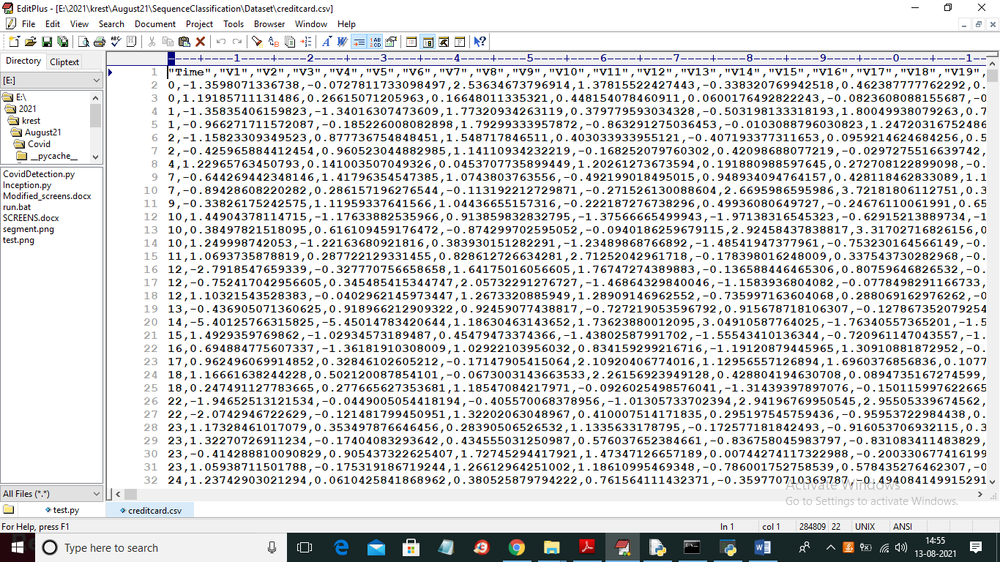 EditPlus - [E:\2021\krest\August21\SequenceClassification\Dataset\creditcard.csv]
File Edit View Search Document Project Tools Browser Window Help
Directory Cliptext
[E:]
E:\
2021
krest
August21
Covid
__pycache__
CovidDetection.py
Inception.py
Modified_screens.docx
run.bat
SCREENS.docx
segment.png
test.png
All Files (*.*)
----+----1----+----2----+----3----+----4----+----5----+----6----+----7----+----8----+----9----+----0----+----1--
1 "Time","V1","V2","V3","V4","V5","V6","V7","V8","V9","V10","V11","V12","V13","V14","V15","V16","V17","V18","V19",
2 0,-1.3598071336738,-0.0727811733098497,2.53634673796914,1.37815522427443,-0.338320769942518,0.462387777762292,0.
3 0,1.19185711131486,0.26615071205963,0.16648011335321,0.448154078460911,0.0600176492822243,-0.0823608088155687,-0
4 1,-1.35835406159823,-1.34016307473609,1.77320934263119,0.379779593034328,-0.503198133318193,1.80049938079263,0.7
5 1,-0.966271711572087,-0.185226008082898,1.79299333957872,-0.863291275036453,-0.0103088796030823,1.24720316752486
6 2,-1.15823309349523,0.877736754848451,1.548717846511,0.403033933955121,-0.407193377311653,0.0959214624684256,0.5
7 2,-0.425965884412454,0.960523044882985,1.14110934232219,-0.168252079760302,0.42098688077219,-0.0297275516639742,
8 4,1.22965763450793,0.141003507049326,0.0453707735899449,1.20261273673594,0.191880988597645,0.272708122899098,-0.
9 7,-0.644269442348146,1.41796354547385,1.0743803763556,-0.492199018495015,0.948934094764157,0.428118462833089,1.1
10 7,-0.89428608220282,0.286157196276544,-0.113192212729871,-0.271526130088604,2.6695986595986,3.72181806112751,0.3
11 9,-0.33826175242575,1.11959337641566,1.04436655157316,-0.222187276738296,0.49936080649727,-0.24676110061991,0.65
12 10,1.44904378114715,-1.17633882535966,0.913859832832795,-1.37566665499943,-1.97138316545323,-0.62915213889734,-1
13 10,0.38497821518095,0.616109459176472,-0.874299702595052,-0.0940186259679115,2.92458437838817,3.31702716826156,0
14 10,1.249998742053,-1.22163680921816,0.383930151282291,-1.23489868766892,-1.48541947377961,-0.753230164566149,-0.
15 11,1.0693735878819,0.287722129331455,0.828612726634281,2.71252042961718,-0.178398016248009,0.337543730282968,-0.
16 12,-2.7918547659339,-0.327770756658658,1.64175016056605,1.76747274389883,-0.136588446465306,0.80759646826532,-0.
17 12,-0.752417042956605,0.345485415344747,2.05732291276727,-1.46864329840046,-1.1583936804082,-0.0778498291166733,
18 12,1.10321543528383,-0.0402962145973447,1.2673320885949,1.28909146962552,-0.735997163604068,0.288069162976262,-0
19 13,-0.436905071360625,0.918966212909322,0.92459077438817,-0.727219053596792,0.915678718106307,-0.127867352079254
20 14,-5.40125766315825,-5.45014783420644,1.18630463143652,1.73623880012095,3.04910587764025,-1.76340557365201,-1.5
21 15,1.4929359769862,-1.02934573189487,0.45479473374366,-1.43802587991702,-1.55543410136344,-0.720961147043557,-1.
22 16,0.694884775607337,-1.36181910308009,1.02922103956032,0.834159299216716,-1.19120879445965,1.30910881872952,-0.
23 17,0.962496069914852,0.32846102605212,-0.17147905415064,2.10920406774016,1.12956557126894,1.6960376856836,0.1077
24 18,1.16661638244228,0.502120087854101,-0.0673003143663533,2.26156923949128,0.428804194630708,0.0894735167274599,
25 18,0.247491127783665,0.277665627353681,1.18547084217971,-0.0926025498576041,-1.31439397897076,-0.150115997622665
26 22,-1.94652513121534,-0.0449005054418194,-0.405570068378956,-1.01305733702394,2.94196769950545,2.95505339674562,
27 22,-2.0742946722629,-0.121481799450951,1.32202063048967,0.410007514171835,0.295197545759436,-0.95953722984438,0.
28 23,1.17328461017079,0.353497876646456,0.28390506526532,1.1335633178795,-0.172577181842493,-0.916053706932115,0.3
29 23,1.32270726911234,-0.17404083293642,0.434555031250987,0.576037652384661,-0.836758045983797,-0.831083411483829,
30 23,-0.414288810090829,0.905437322625407,1.72745294417921,1.47347126657189,0.00744274117322988,-0.200330677416199
31 23,1.05938711501788,-0.175319186719244,1.26612964251002,1.18610995469348,-0.786001752758539,0.578435276462307,-0
32 24,1.23742903021294,0.0610425841868962,0.380525879794222,0.761564111432371,-0.359770710369787,-0.494084149915291
Activate Windows
Go to Settings to activate Windows.
test.py creditcard.csv
For Help, press F1 ln 1 col 1 284809 22 UNIX ANSI
Type here to search
14:55
13-08-2021